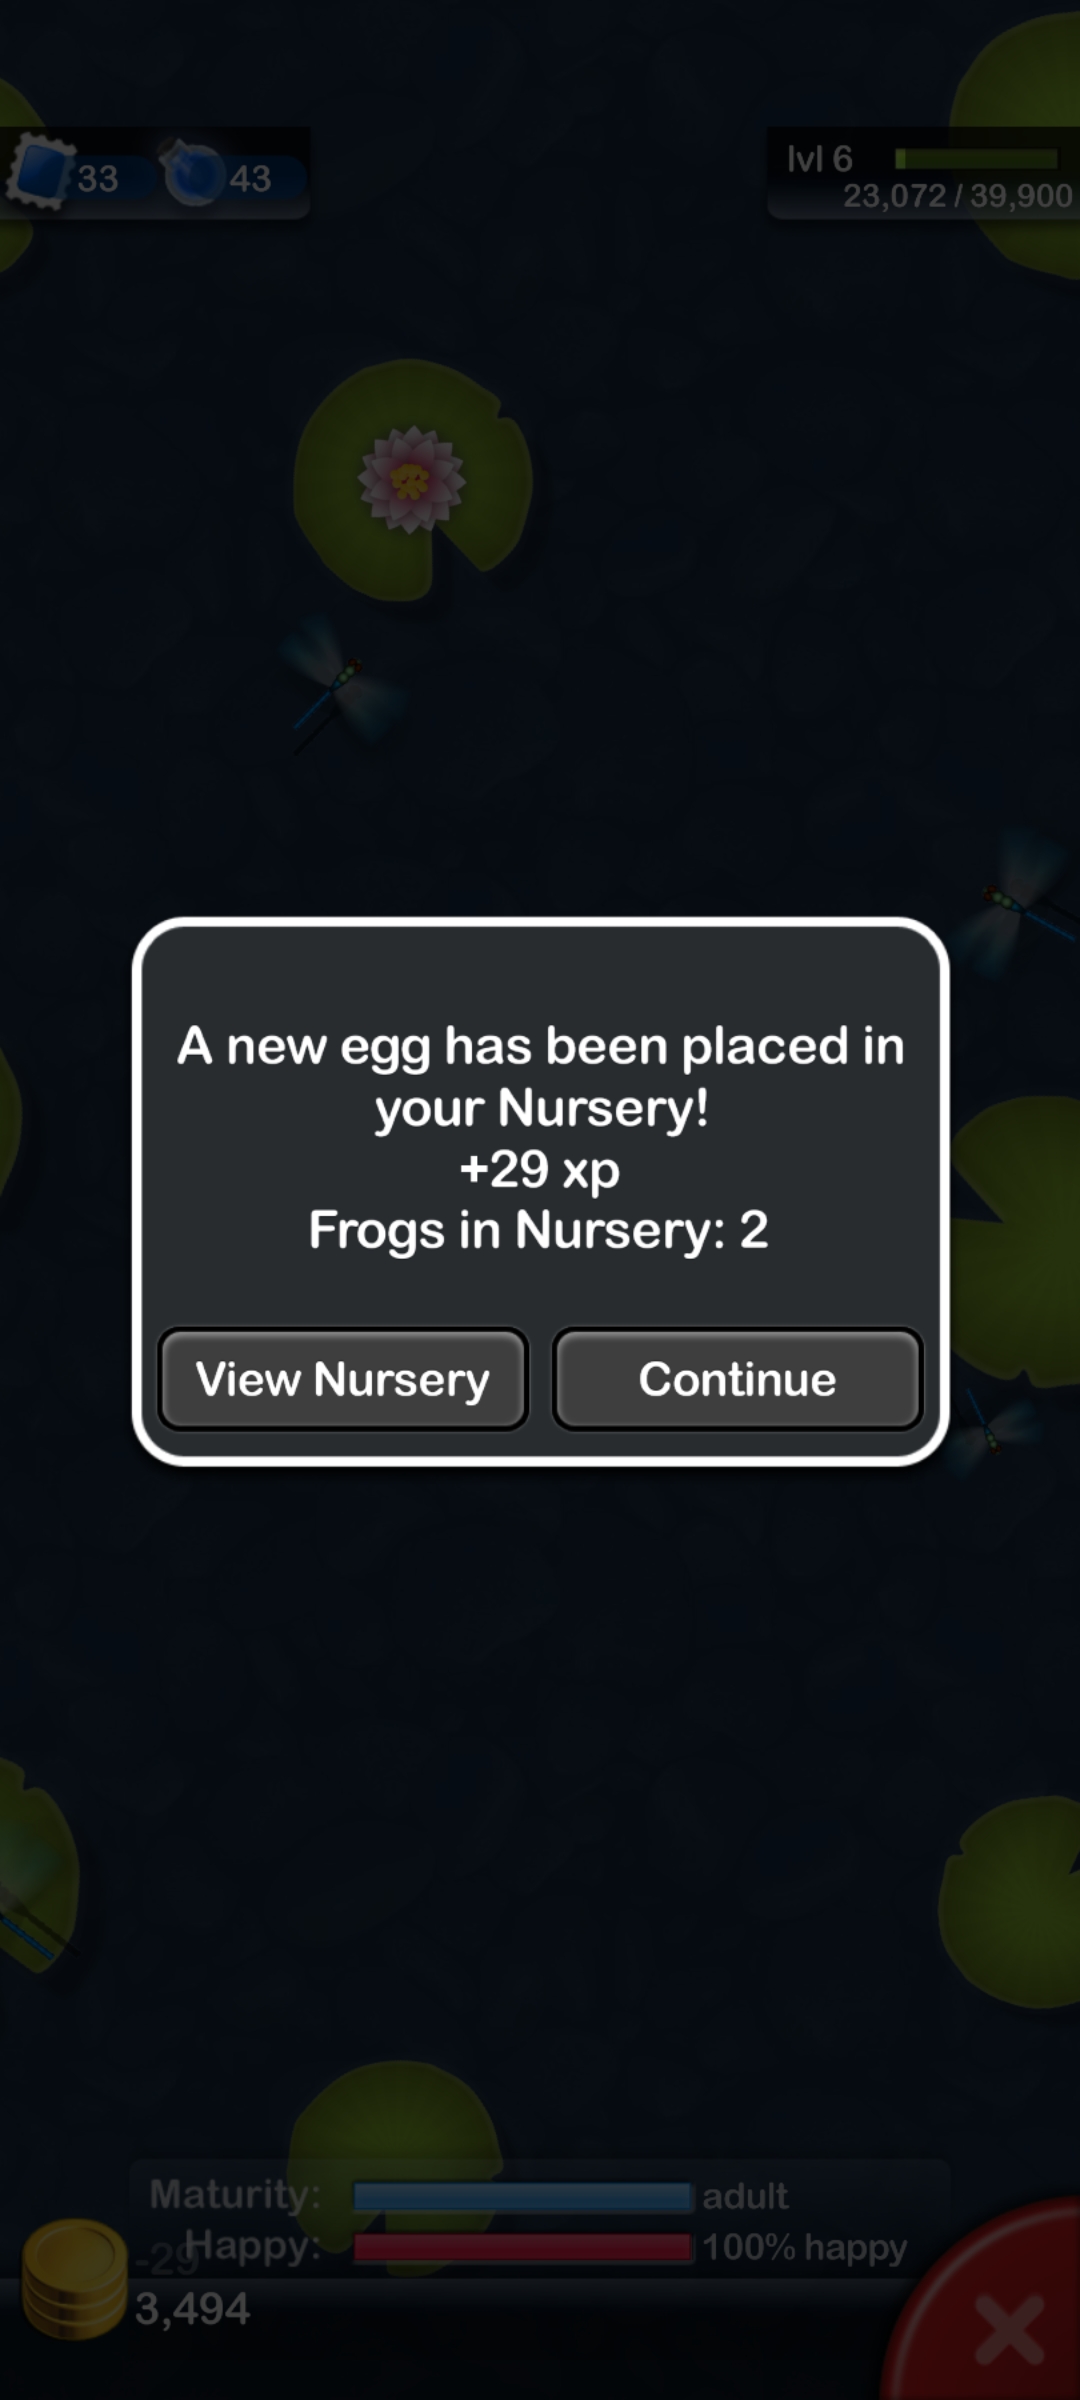 33
43
lvl 6
23,072 / 39,900
A new egg has been placed in
your Nursery!
+29 xp
Frogs in Nursery: 2
View Nursery
Continue
Maturity:
adult
Happy:
100% happy
-29
3,494